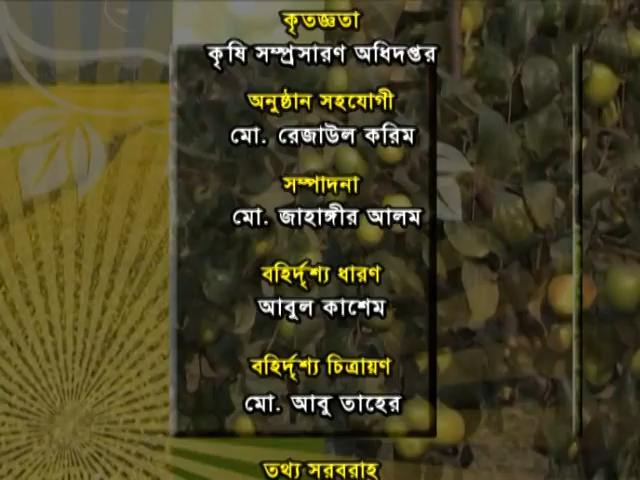 কৃতজ্ঞতা
কৃষি সম্প্রসারণ অধিদপ্তর
অনুষ্ঠান সহযোগী
মো. রেজাউল করিম
সম্পাদনা
মো. জাহাঙ্গীর আলম
বহির্দৃশ্য ধারণ
আবুল কাশেম
বহির্দৃশ্য চিত্রায়ণ
মো. আবু তাহের
তথ্য সরবরাহ